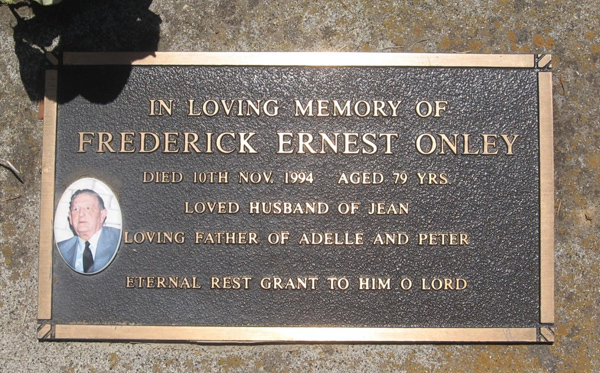 IN LOVING MEMORY OF
FREDERICK ERNEST ONLEY
DIED 10TH NOV. 1994 AGED 79 YRS.
LOVED HUSBAND OF JEAN
LOVING FATHER OF ADELLE AND PETER
ETERNAL REST GRANT TO HIM O LORD